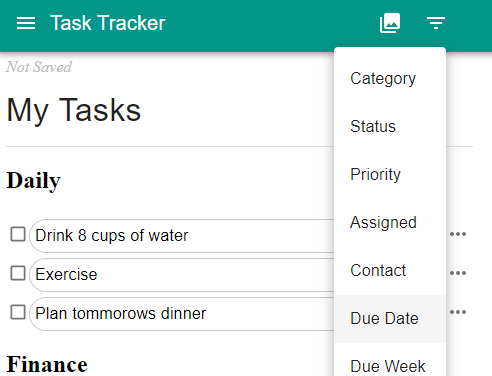 Task Tracker
Not Saved
My Tasks
Daily
Drink 8 cups of water
Exercise
Plan tommorows dinner
Finance
Category
Status
Priority
Assigned
Contact
Due Date
Due Week